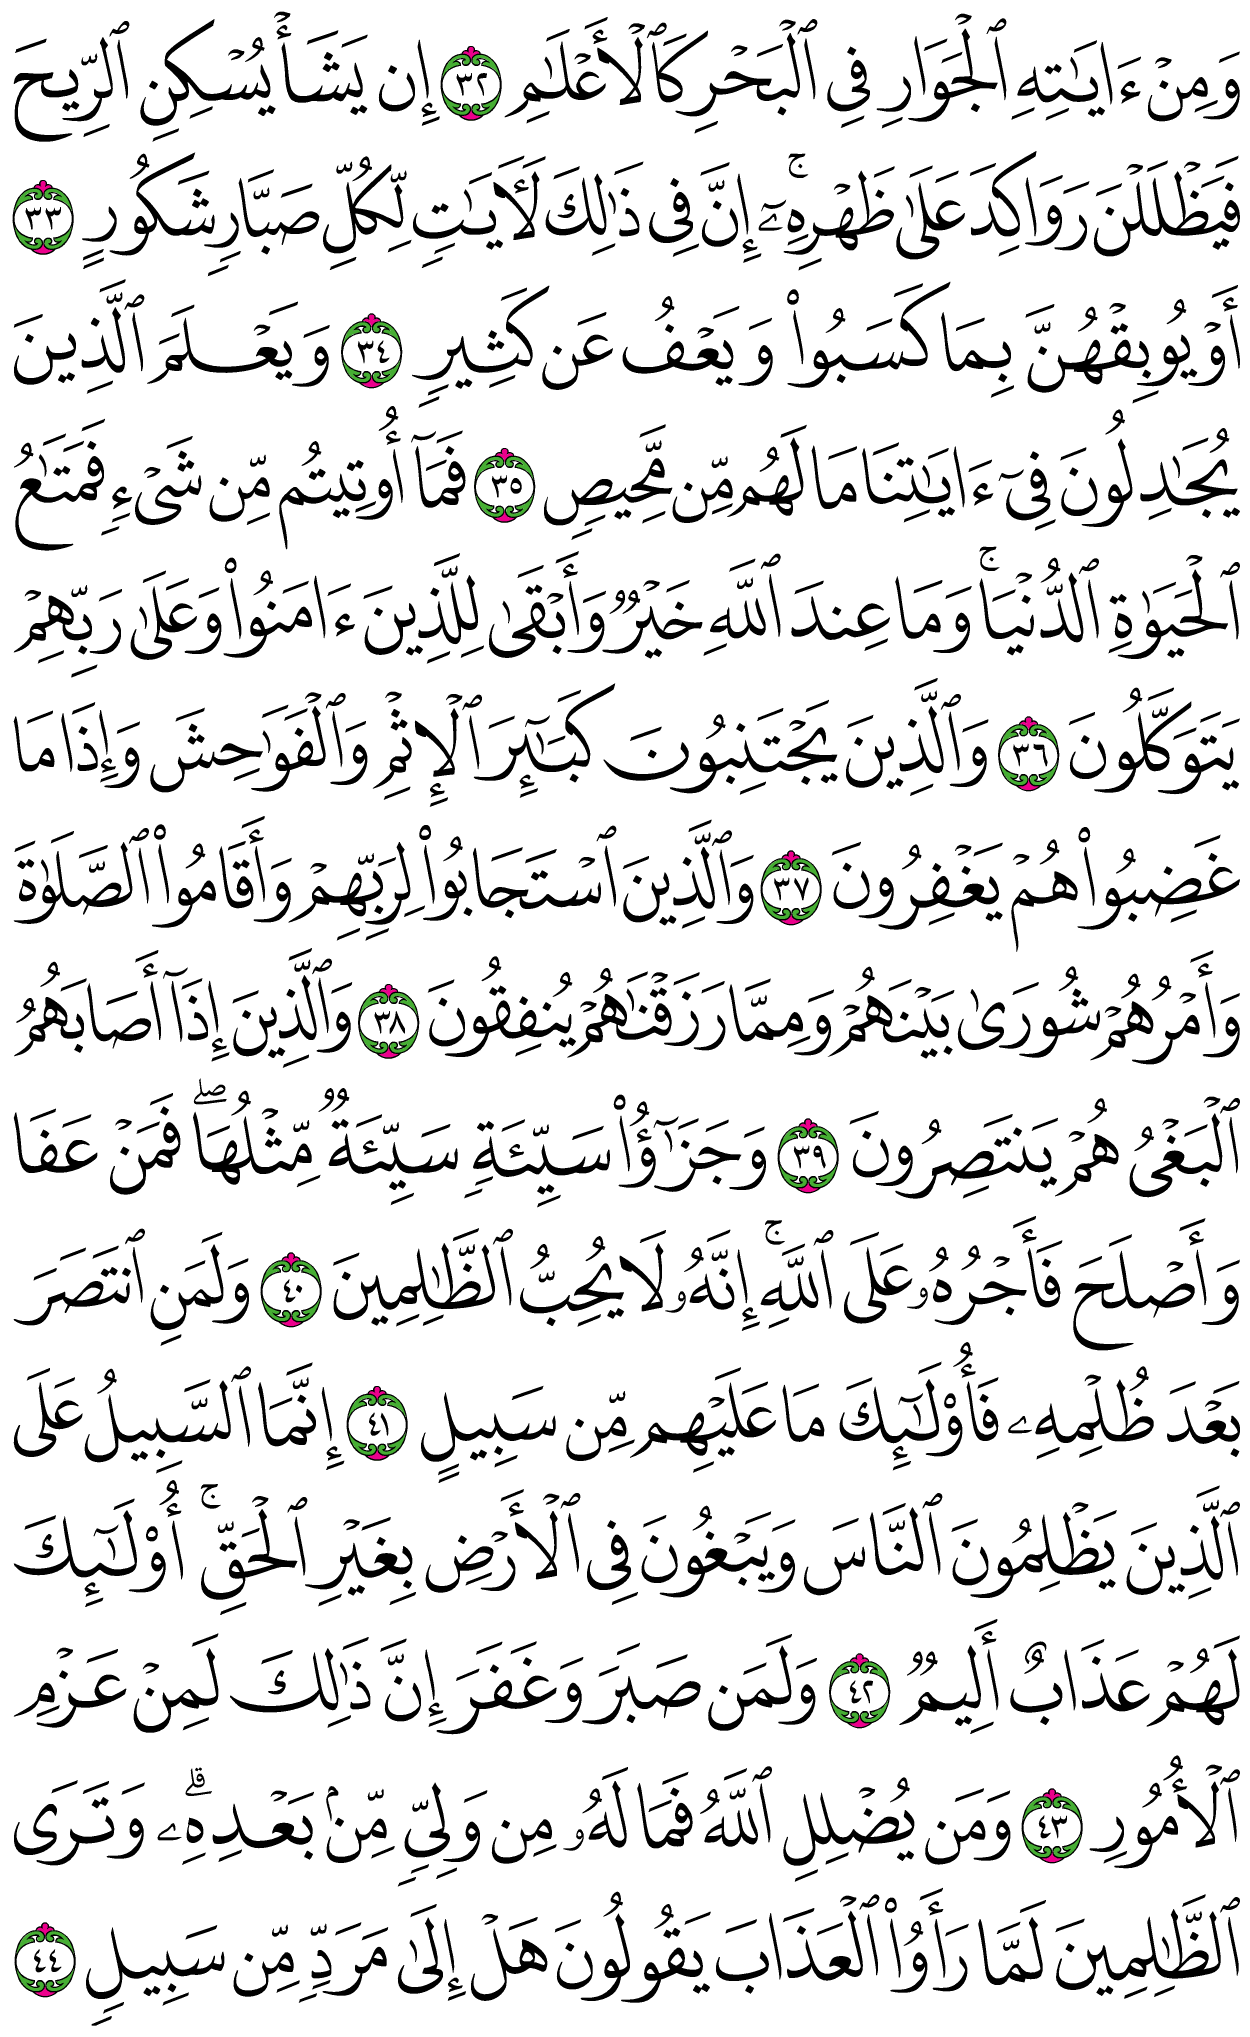 وَمِنۡ ءَايَٰتِهِ ٱلۡجَوَارِ فِي ٱلۡبَحۡرِ كَٱلۡأَعۡلَٰمِ ٣٢ إِن يَشَأۡ يُسۡكِنِ ٱلرِّيحَ
فَيَظۡلَلۡنَ رَوَاكِدَ عَلَىٰ ظَهۡرِهِۦٓۚ إِنَّ فِي ذَٰلِكَ لَأٓيَٰتٖ لِّكُلِّ صَبَّارٖ شَكُورٍ ٣٣
أَوۡ يُوبِقۡهُنَّ بِمَا كَسَبُواْ وَيَعۡفُ عَن كَثِيرٖ ٣٤ وَيَعۡلَمَ ٱلَّذِينَ
يُجَٰدِلُونَ فِيٓ ءَايَٰتِنَا مَا لَهُم مِّن مَّحِيصٖ ٣٥ فَمَآ أُوتِيتُم مِّن شَيۡءٖ فَمَتَٰعُ
ٱلۡحَيَوٰةِ ٱلدُّنۡيَاۚ وَمَا عِندَ ٱللَّهِ خَيۡرٞ وَأَبۡقَىٰ لِلَّذِينَ ءَامَنُواْ وَعَلَىٰ رَبِّهِمۡ
يَتَوَكَّلُونَ ٣٦ وَٱلَّذِينَ يَجۡتَنِبُونَ كَبَٰٓئِرَ ٱلۡإِثۡمِ وَٱلۡفَوَٰحِشَ وَإِذَا مَا
غَضِبُواْ هُمۡ يَغۡفِرُونَ ٣٧ وَٱلَّذِينَ ٱسۡتَجَابُواْ لِرَبِّهِمۡ وَأَقَامُواْ ٱلصَّلَوٰةَ
وَأَمۡرُهُمۡ شُورَىٰ بَيۡنَهُمۡ وَمِمَّا رَزَقۡنَٰهُمۡ يُنفِقُونَ ٣٨ وَٱلَّذِينَ إِذَآ أَصَابَهُمُ
ٱلۡبَغۡيُ هُمۡ يَنتَصِرُونَ ٣٩ وَجَزَٰٓؤُاْ سَيِّئَةٖ سَيِّئَةٞ مِّثۡلُهَاۖ فَمَنۡ عَفَا
وَأَصۡلَحَ فَأَجۡرُهُۥ عَلَى ٱللَّهِۚ إِنَّهُۥ لَا يُحِبُّ ٱلظَّٰلِمِينَ ٤٠ وَلَمَنِ ٱنتَصَرَ
بَعۡدَ ظُلۡمِهِۦ فَأُوْلَٰٓئِكَ مَا عَلَيۡهِم مِّن سَبِيلٍ ٤١ إِنَّمَا ٱلسَّبِيلُ عَلَى
ٱلَّذِينَ يَظۡلِمُونَ ٱلنَّاسَ وَيَبۡغُونَ فِي ٱلۡأَرۡضِ بِغَيۡرِ ٱلۡحَقِّۚ أُوْلَٰٓئِكَ
لَهُمۡ عَذَابٌ أَلِيمٞ ٤٢ وَلَمَن صَبَرَ وَغَفَرَ إِنَّ ذَٰلِكَ لَمِنۡ عَزۡمِ
ٱلۡأُمُورِ ٤٣ وَمَن يُضۡلِلِ ٱللَّهُ فَمَا لَهُۥ مِن وَلِيّٖ مِّنۢ بَعۡدِهِۦۗ وَتَرَى
ٱلظَّٰلِمِينَ لَمَّا رَأَوُاْ ٱلۡعَذَابَ يَقُولُونَ هَلۡ إِلَىٰ مَرَدّٖ مِّن سَبِيلٖ ٤٤